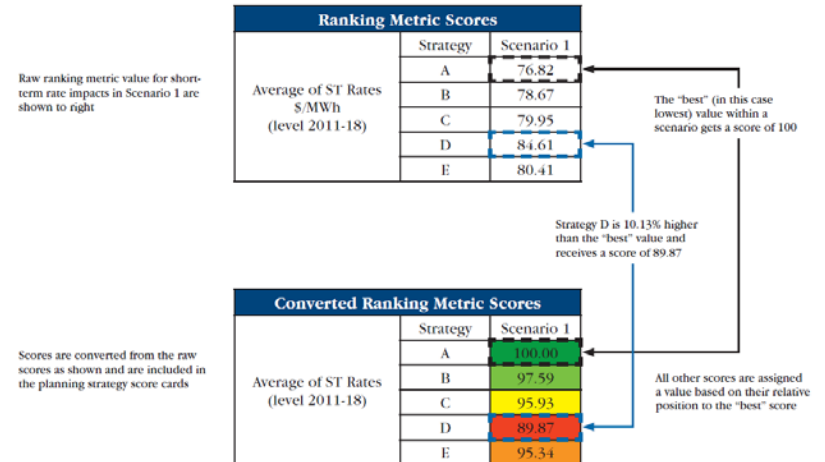 Ranking Metric Scores
Strategy Scenario 1
Raw ranking metric value for short-
term rate impacts in Scenario 1 are
shown to right
Average of ST Rates
$/MWh
(level 2011-18)
A 76.82
B 78.67
C 79.95
D 84.61
E 80.41
The "best" (in this case
lowest) value within a
scenario gets a score of 100
Strategy D is 10.13% higher
than the "best" value and
receives a score of 89.87
Converted Ranking Metric Scores
Strategy Scenario 1
Scores are converted from the raw
scores as shown and are included in
the planning strategy score cards
Average of ST Rates
(level 2011-18)
A 100.00
B 97.59
C 95.93
D 89.87
E 95.34
All other scores are assigned
a value based on their relative
position to the "best" score